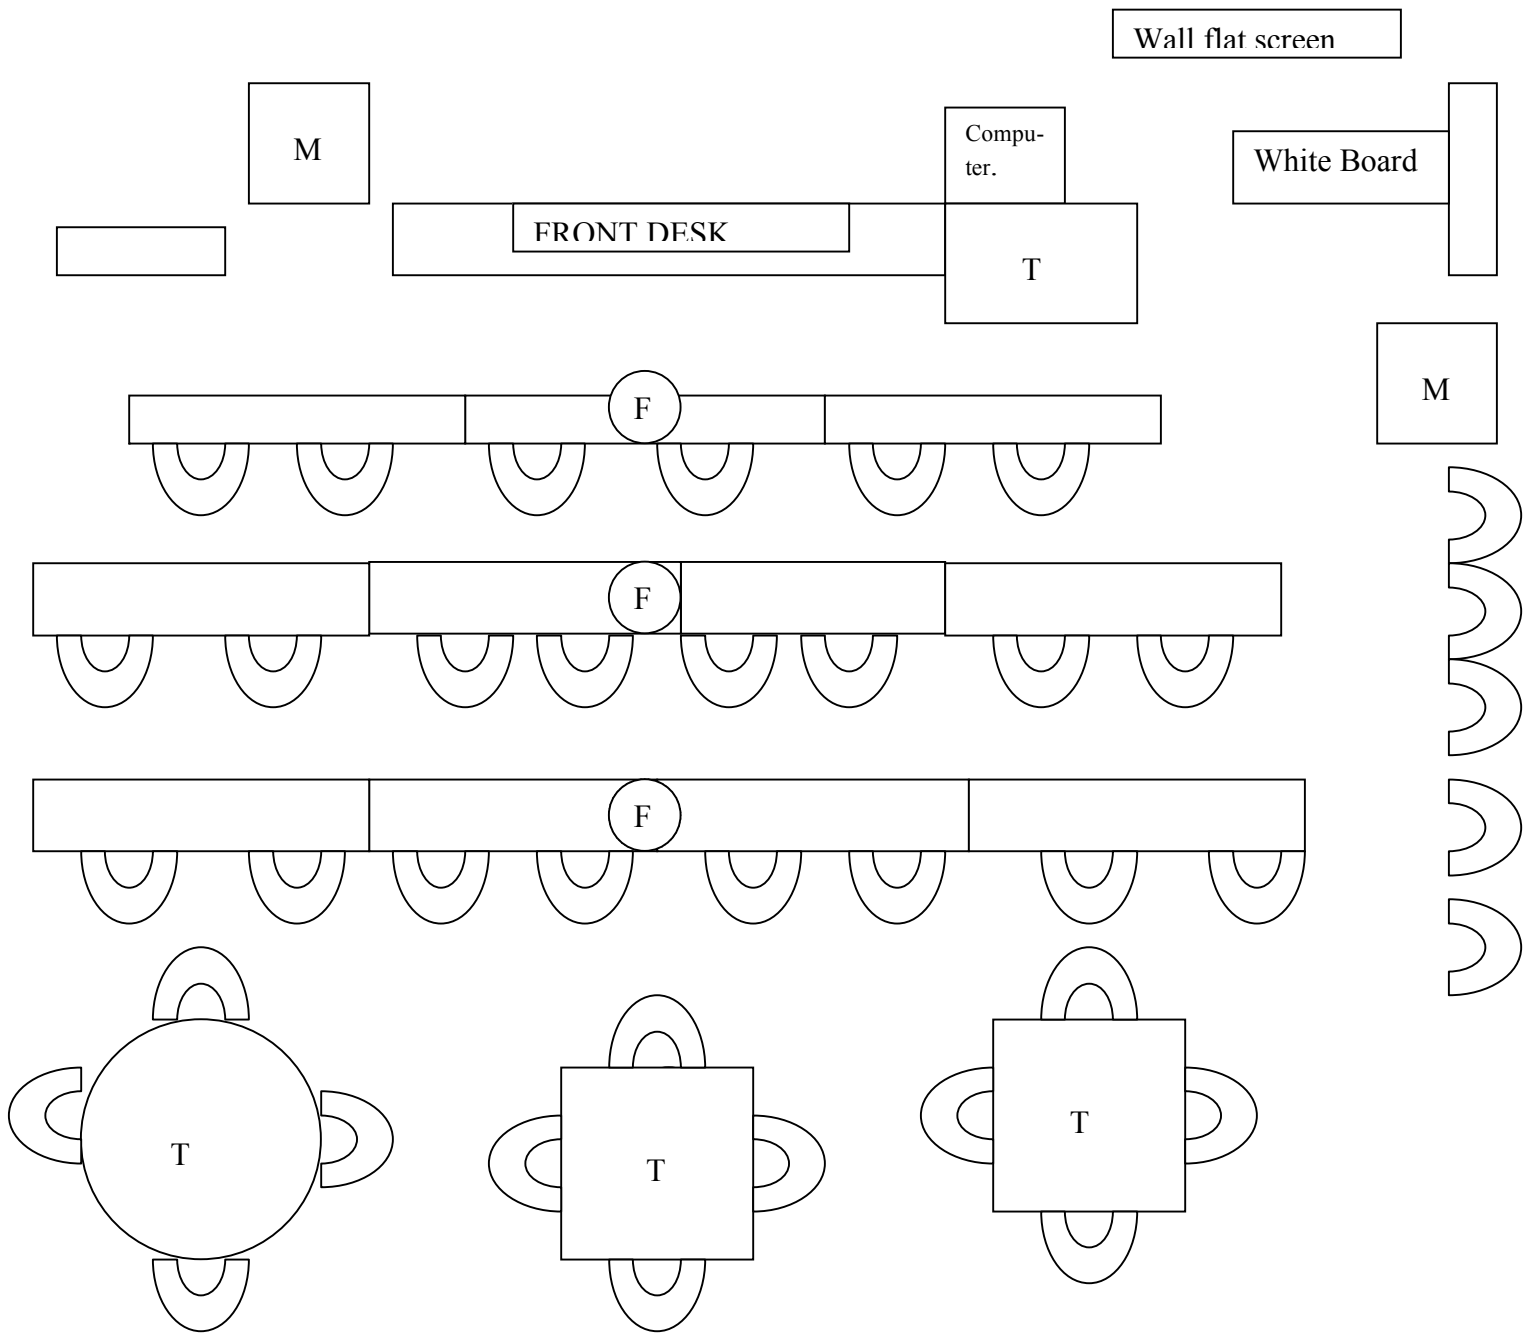 Wall flat screen
M
Compu-
ter.
White Board
FRONT DESK
T
M
F
F
F
T
T
T